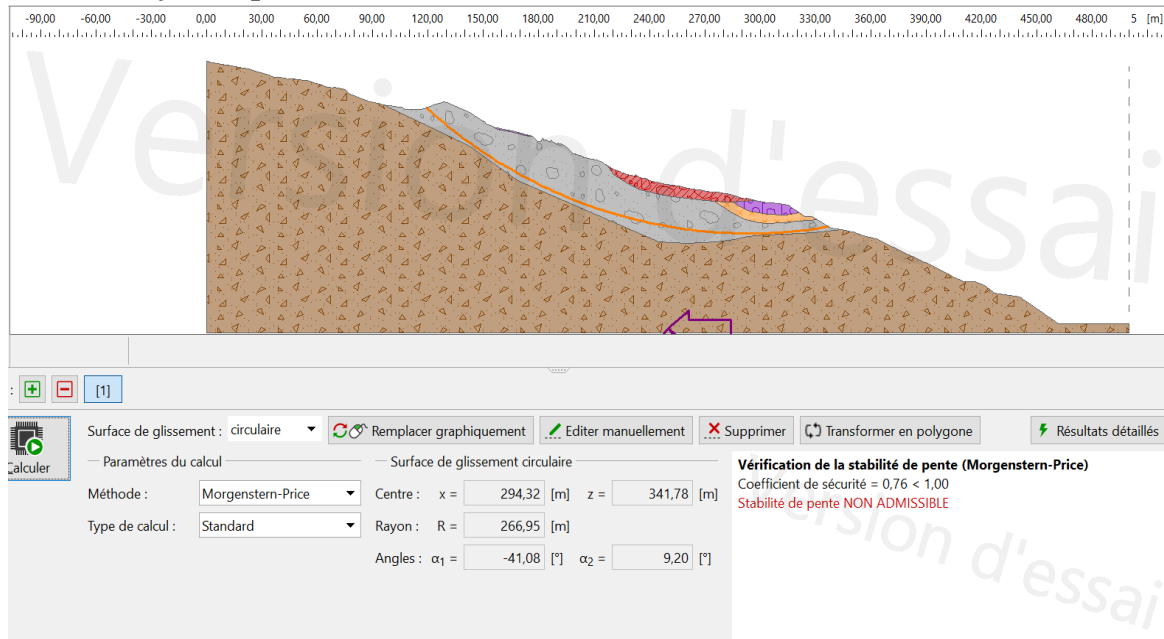 -90,00 -60,00 -30,00 0,00 30,00 60,00 90,00 120,00 150,00 180,00 210,00 240,00 270,00 300,00 330,00 360,00 390,00 420,00 450,00 480,00 5 [m]
Version d'essai
: [1]
Calculer
Surface de glissement : circulaire Remplacer graphiquement Editer manuellement Supprimer Transformer en polygone Résultats détaillés
Paramètres du calcul
Méthode : Morgenstern-Price
Type de calcul : Standard
Surface de glissement circulaire
Centre : x = 294,32 [m] z = 341,78 [m]
Rayon : R = 266,95 [m]
Angles : α1 = -41,08 [°] α2 = 9,20 [°]
Vérification de la stabilité de pente (Morgenstern-Price)
Coefficient de sécurité = 0,76 < 1,00
Stabilité de pente NON ADMISSIBLE
Version d'essai